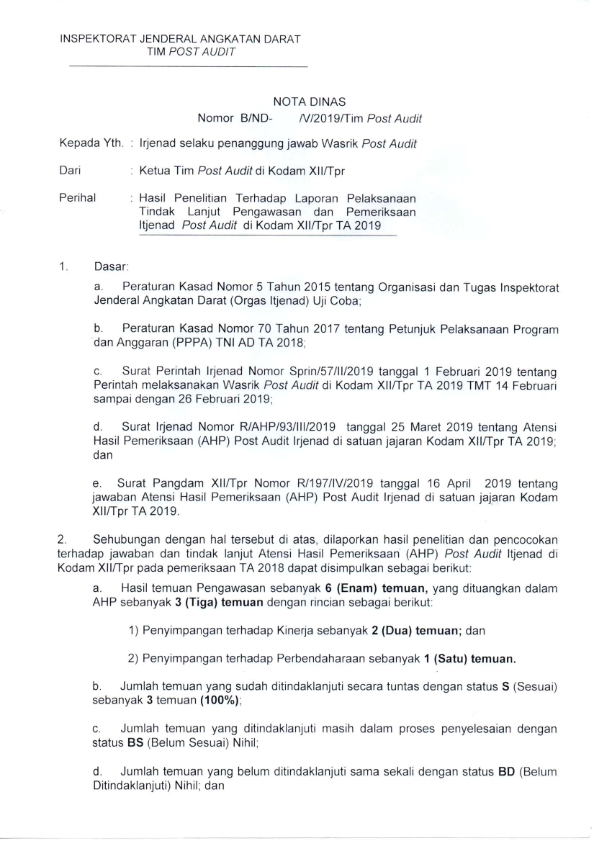 INSPEKTORAT JENDERAL ANGKATAN DARAT
TIM POST AUDIT
NOTA DINAS
Nomor B/ND- /V/2019/Tim Post Audit
Kepada Yth. : Irjenad selaku penanggung jawab Wasrik Post Audit
Dari : Ketua Tim Post Audit di Kodam XII/Tpr
Perihal : Hasil Penelitian Terhadap Laporan Pelaksanaan
Tindak Lanjut Pengawasan dan Pemeriksaan
Itjenad Post Audit di Kodam XII/Tpr TA 2019
1. Dasar:
a. Peraturan Kasad Nomor 5 Tahun 2015 tentang Organisasi dan Tugas Inspektorat
Jenderal Angkatan Darat (Orgas Itjenad) Uji Coba;
b. Peraturan Kasad Nomor 70 Tahun 2017 tentang Petunjuk Pelaksanaan Program
dan Anggaran (PPPA) TNI AD TA 2018;
c. Surat Perintah Irjenad Nomor Sprin/57/II/2019 tanggal 1 Februari 2019 tentang
Perintah melaksanakan Wasrik Post Audit di Kodam XII/Tpr TA 2019 TMT 14 Februari
sampai dengan 26 Februari 2019;
d. Surat Irjenad Nomor R/AHP/93/III/2019 tanggal 25 Maret 2019 tentang Atensi
Hasil Pemeriksaan (AHP) Post Audit Irjenad di satuan jajaran Kodam XII/Tpr TA 2019;
dan
e. Surat Pangdam XII/Tpr Nomor R/197/IV/2019 tanggal 16 April 2019 tentang
jawaban Atensi Hasil Pemeriksaan (AHP) Post Audit Irjenad di satuan jajaran Kodam
XII/Tpr TA 2019.
2. Sehubungan dengan hal tersebut di atas, dilaporkan hasil penelitian dan pencocokan
terhadap jawaban dan tindak lanjut Atensi Hasil Pemeriksaan (AHP) Post Audit Itjenad di
Kodam XII/Tpr pada pemeriksaan TA 2018 dapat disimpulkan sebagai berikut:
a. Hasil temuan Pengawasan sebanyak 6 (Enam) temuan, yang dituangkan dalam
AHP sebanyak 3 (Tiga) temuan dengan rincian sebagai berikut:
1) Penyimpangan terhadap Kinerja sebanyak 2 (Dua) temuan; dan
2) Penyimpangan terhadap Perbendaharaan sebanyak 1 (Satu) temuan.
b. Jumlah temuan yang sudah ditindaklanjuti secara tuntas dengan status S (Sesuai)
sebanyak 3 temuan (100%);
c. Jumlah temuan yang ditindaklanjuti masih dalam proses penyelesaian dengan
status BS (Belum Sesuai) Nihil;
d. Jumlah temuan yang belum ditindaklanjuti sama sekali dengan status BD (Belum
Ditindaklanjuti) Nihil; dan